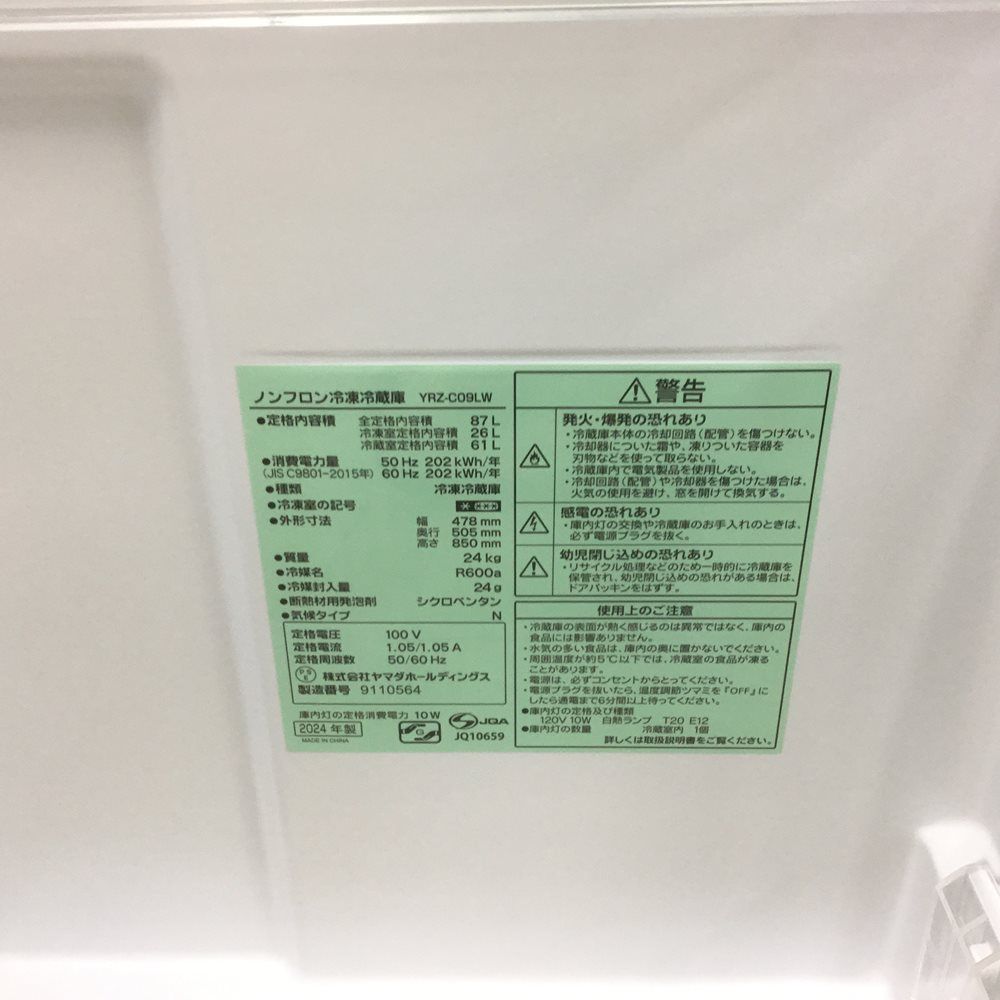 ノンフロン冷凍冷蔵庫 YRZ-C09LW
●定格内容積 全定格内容積 87 L
冷凍室定格内容積 26 L
冷蔵室定格内容積 61 L
●消費電力量 50 Hz 202 kWh/年
(JIS C9801-2015年) 60 Hz 202 kWh/年
●種類 冷凍冷蔵庫
●冷凍室の記号
●外形寸法 幅 478 mm
奥行 505 mm
高さ 850 mm
●質量 24 kg
●冷媒名 R600a
●冷媒封入量 24 g
●断熱材用発泡剤 シクロペンタン
●気候タイプ N
定格電圧 100 V
定格電流 1.05/1.05 A
定格周波数 50/60 Hz
PSE 株式会社ヤマダホールディングス
製造番号 9110564
庫内灯の定格消費電力 10W
2024 年製
MADE IN CHINA
G
JQA
JQ10659
警告
発火・爆発の恐れあり
・冷蔵庫本体の冷却回路(配管)を傷つけない。
・冷却器についた霜や、凍りついた容器を
刃物などを使って取らない。
・冷蔵庫内で電気製品を使用しない。
・冷却回路(配管)や冷却器を傷つけた場合は、
火気の使用を避け、窓を開けて換気する。
感電の恐れあり
・庫内灯の交換や冷蔵庫のお手入れのときは、
必ず電源プラグを抜く。
幼児閉じ込めの恐れあり
・リサイクル処理などのため一時的に冷蔵庫を
保管され、幼児閉じ込めの恐れがある場合は、
ドアパッキンをはずす。
使用上のご注意
・冷蔵庫の表面が熱く感じるのは異常ではなく、庫内の
食品には影響ありません。
・水気の多い食品は、庫内の奥に置かないでください。
・周囲温度が約5℃以下では、冷蔵室の食品が凍る
ことがあります。
・電源は、必ずコンセントからとってください。
・電源プラグを抜いたら、温度調節ツマミを「OFF」に
したら通電まで6分間以上待ってください。
●庫内灯の定格及び種類
120V 10W 白熱ランプ T20 E12
●庫内灯の数量 冷蔵室内 1個
詳しくは取扱説明書をご覧ください。